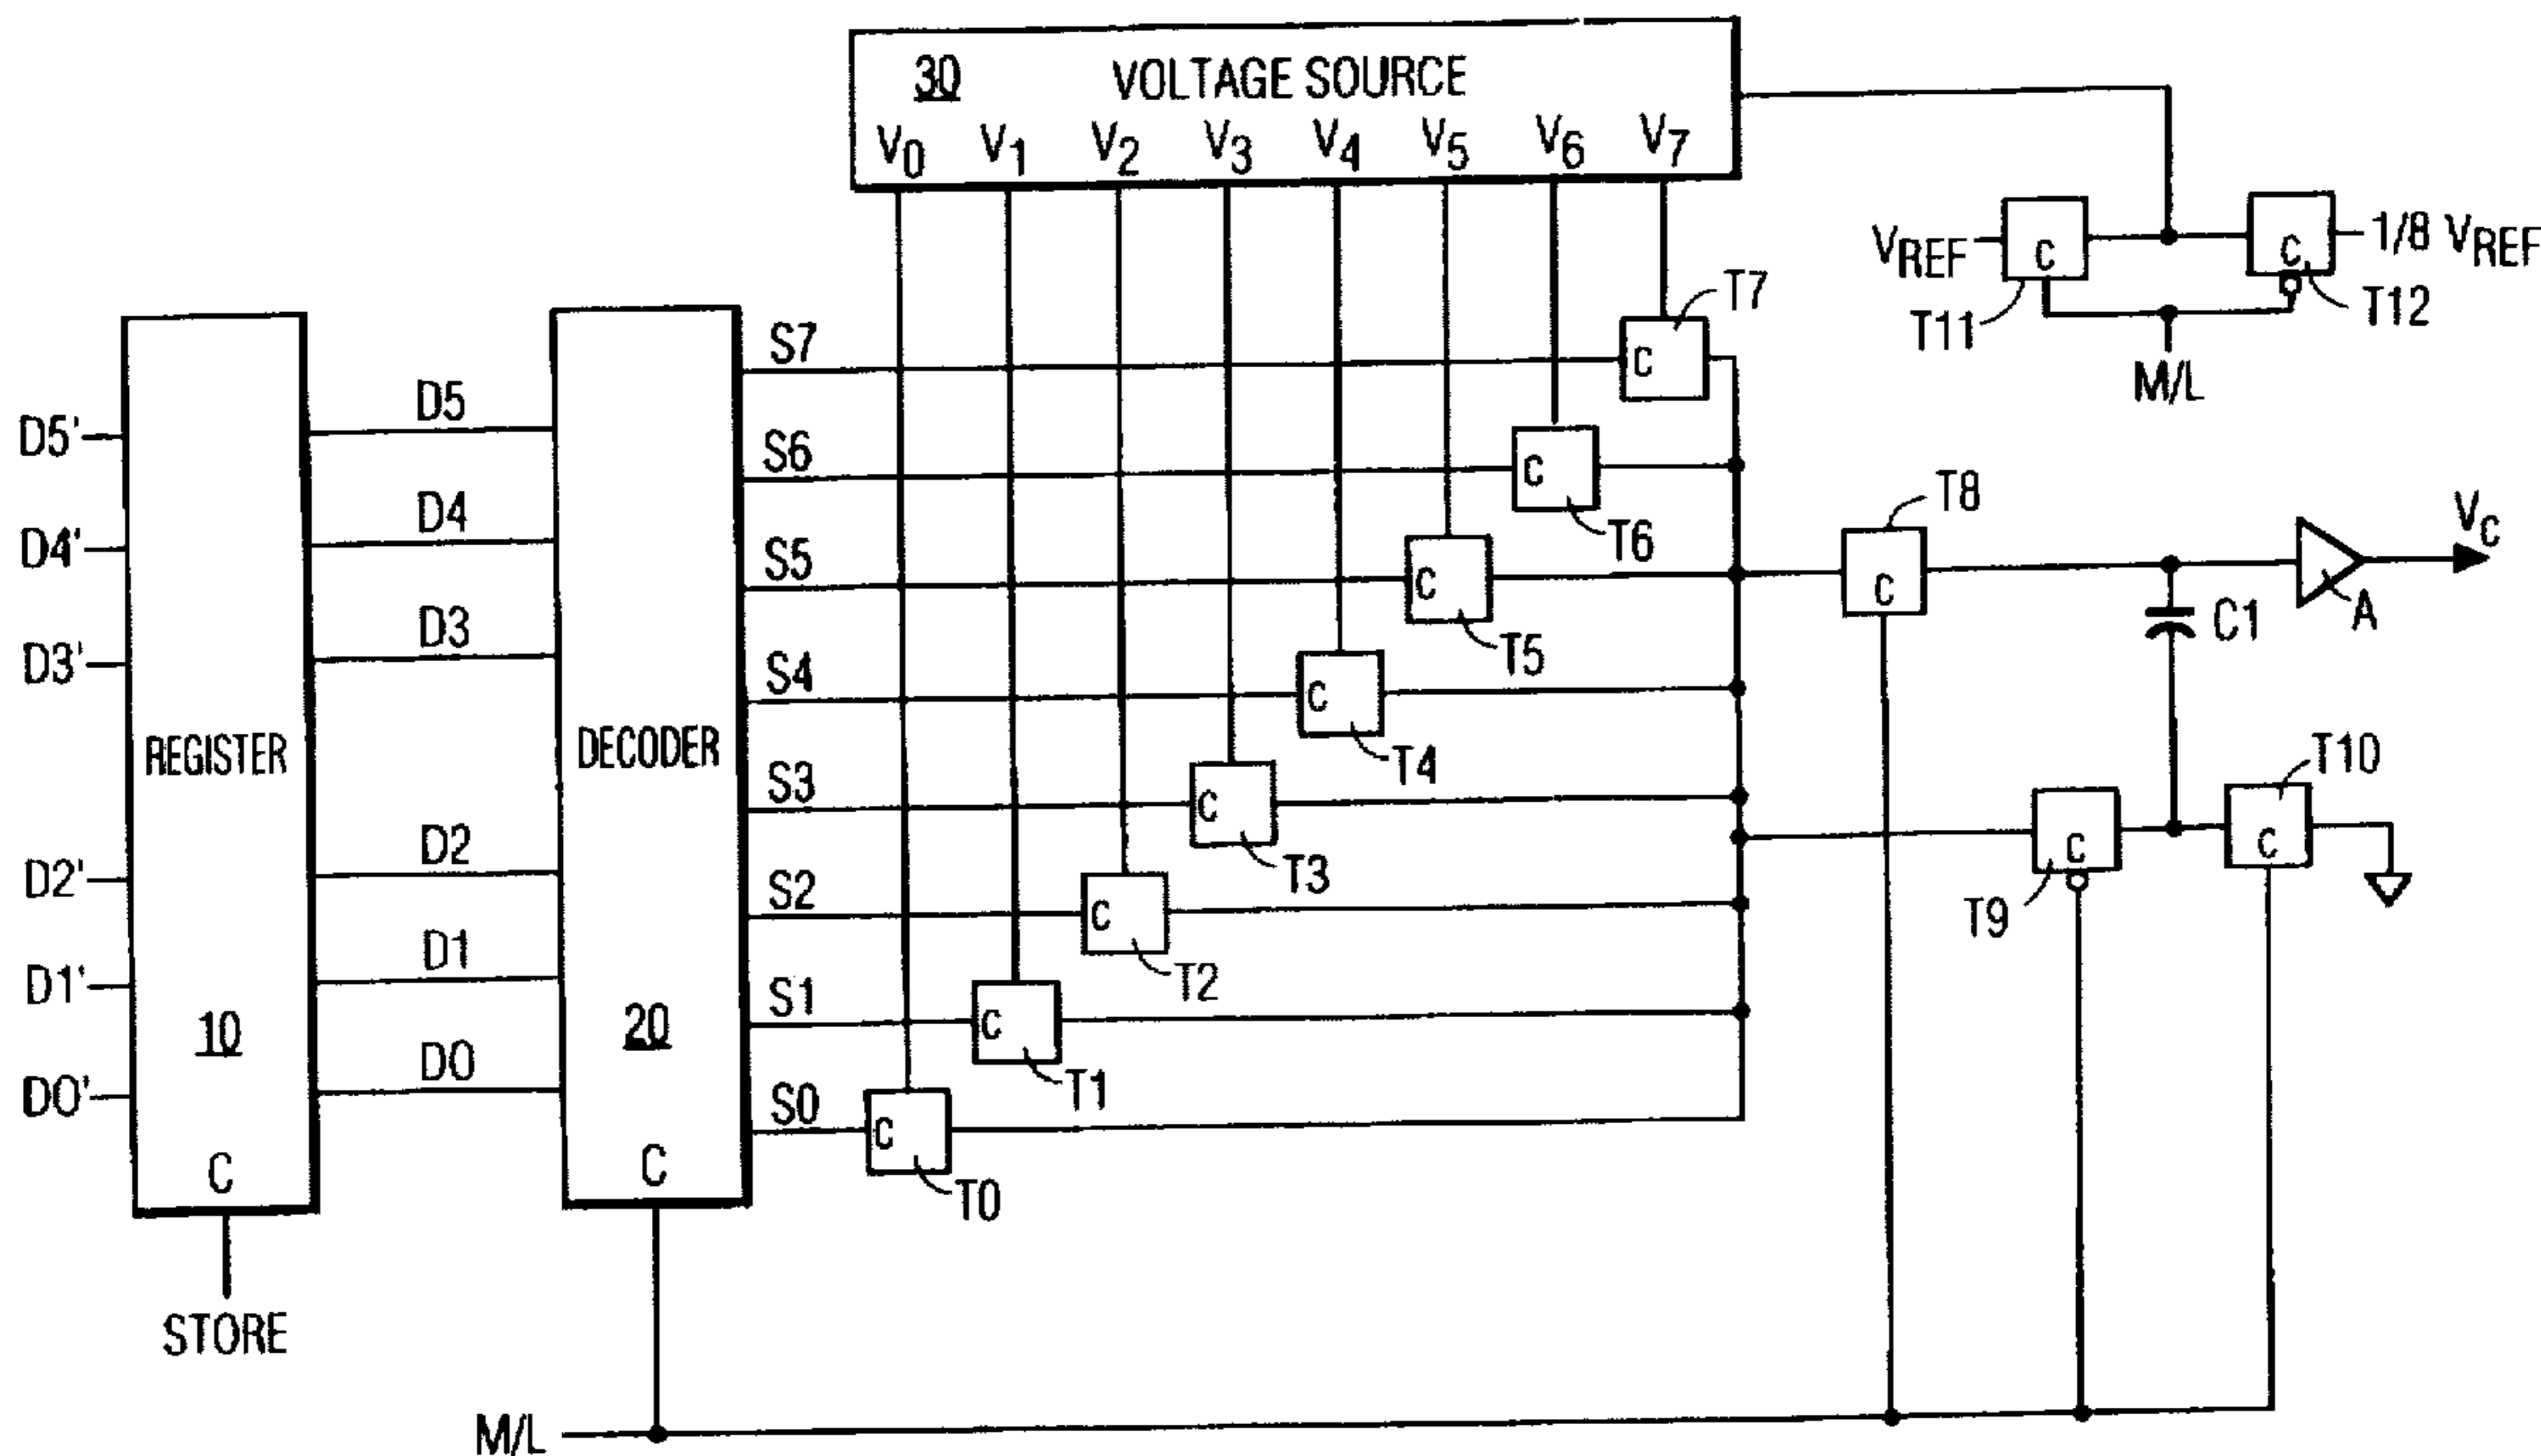 30 VOLTAGE SOURCE
V0 V1 V2 V3 V4 V5 V6 V7
VREF C C 1/8 VREF
T11 T12
M/L
S7 C T7
D5' D5
S6 C T6
D4' D4
S5 C T5
T8 C
VC
A
C1
D3' D3
S4 C T4
REGISTER DECODER
S3 C T3
T9 C
T10 C
D2' D2
S2 C T2
D1' D1
S1 C T1
10 20
D0' D0
S0 C T0
C C
STORE
M/L